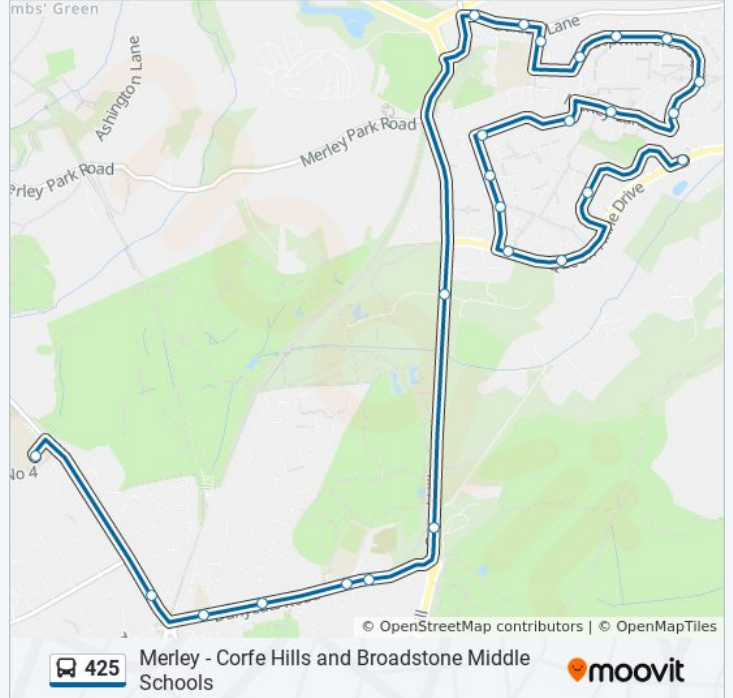 mbs' Green
Lane
Ashington Lane
Merley Park Road
erley Park Road
Drive
No 4
© OpenStreetMap contributors | © OpenMapTiles
425
Merley - Corfe Hills and Broadstone Middle
Schools
moovit